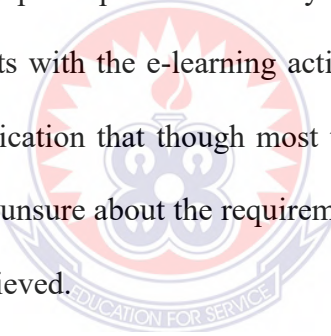 ts with the e-learning acti
ication that though most
unsure about the requirem
ieved.
EDUCATION FOR SERVICE